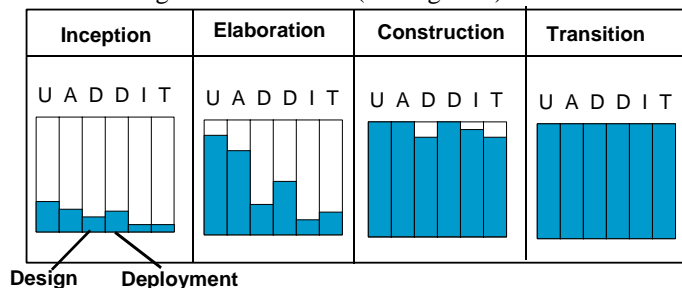 Inception Elaboration Construction Transition
U A D D I T U A D D I T U A D D I T U A D D I T
Design Deployment